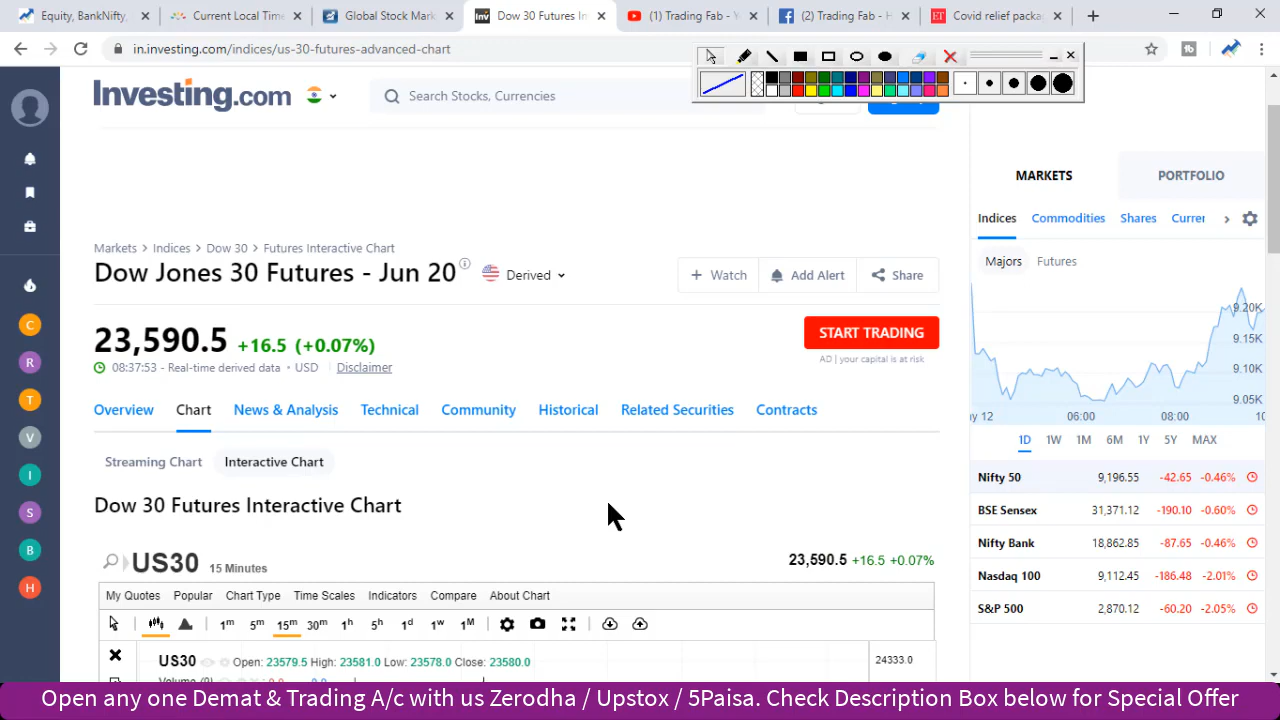 Equity, BankNifty,
Current Local Tim
Global Stock Mark
Dow 30 Futures In
(1) Trading Fab - Y
(2) Trading Fab - H
Covid relief packa
in.investing.com/indices/us-30-futures-advanced-chart
Investing.com
Search Stocks, Currencies
Markets > Indices > Dow 30 > Futures Interactive Chart
Dow Jones 30 Futures - Jun 20
Derived
+ Watch
Add Alert
Share
23,590.5 +16.5 (+0.07%)
08:37:53 - Real-time derived data • USD
Disclaimer
START TRADING
AD | your capital is at risk
Overview
Chart
News & Analysis
Technical
Community
Historical
Related Securities
Contracts
Streaming Chart
Interactive Chart
Dow 30 Futures Interactive Chart
US30 15 Minutes
23,590.5 +16.5 +0.07%
My Quotes
Popular
Chart Type
Time Scales
Indicators
Compare
About Chart
1m 5m 15m 30m 1h 5h 1d 1w 1M
US30
Open: 23579.5 High: 23581.0 Low: 23578.0 Close: 23580.0
24333.0
MARKETS
PORTFOLIO
Indices
Commodities
Shares
Currer
Majors
Futures
9.20K
9.15K
9.10K
9.05K
y 12 06:00 08:00 10
1D 1W 1M 6M 1Y 5Y MAX
Nifty 50 9,196.55 -42.65 -0.46%
BSE Sensex 31,371.12 -190.10 -0.60%
Nifty Bank 18,862.85 -87.65 -0.46%
Nasdaq 100 9,112.45 -186.48 -2.01%
S&P 500 2,870.12 -60.20 -2.05%
C
R
T
V
I
S
B
H
Open any one Demat & Trading A/c with us Zerodha / Upstox / 5Paisa. Check Description Box below for Special Offer